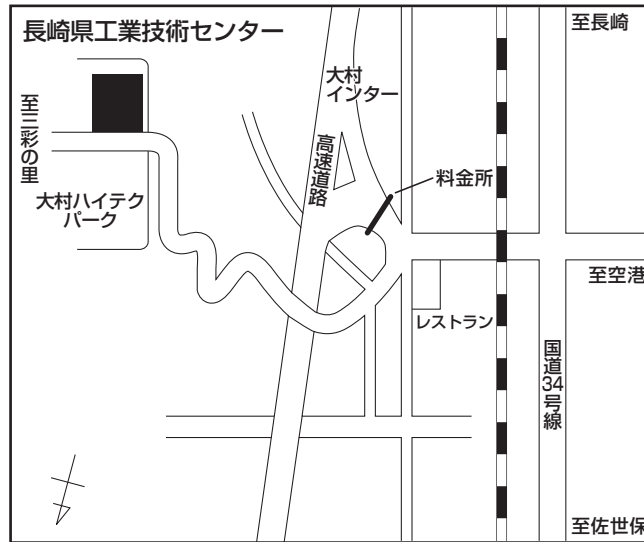 長崎県工業技術センター
至長崎
大村
インター
至三彩の里
高速道路
料金所
大村ハイテク
パーク
至空港
レストラン
国道34号線
至佐世保